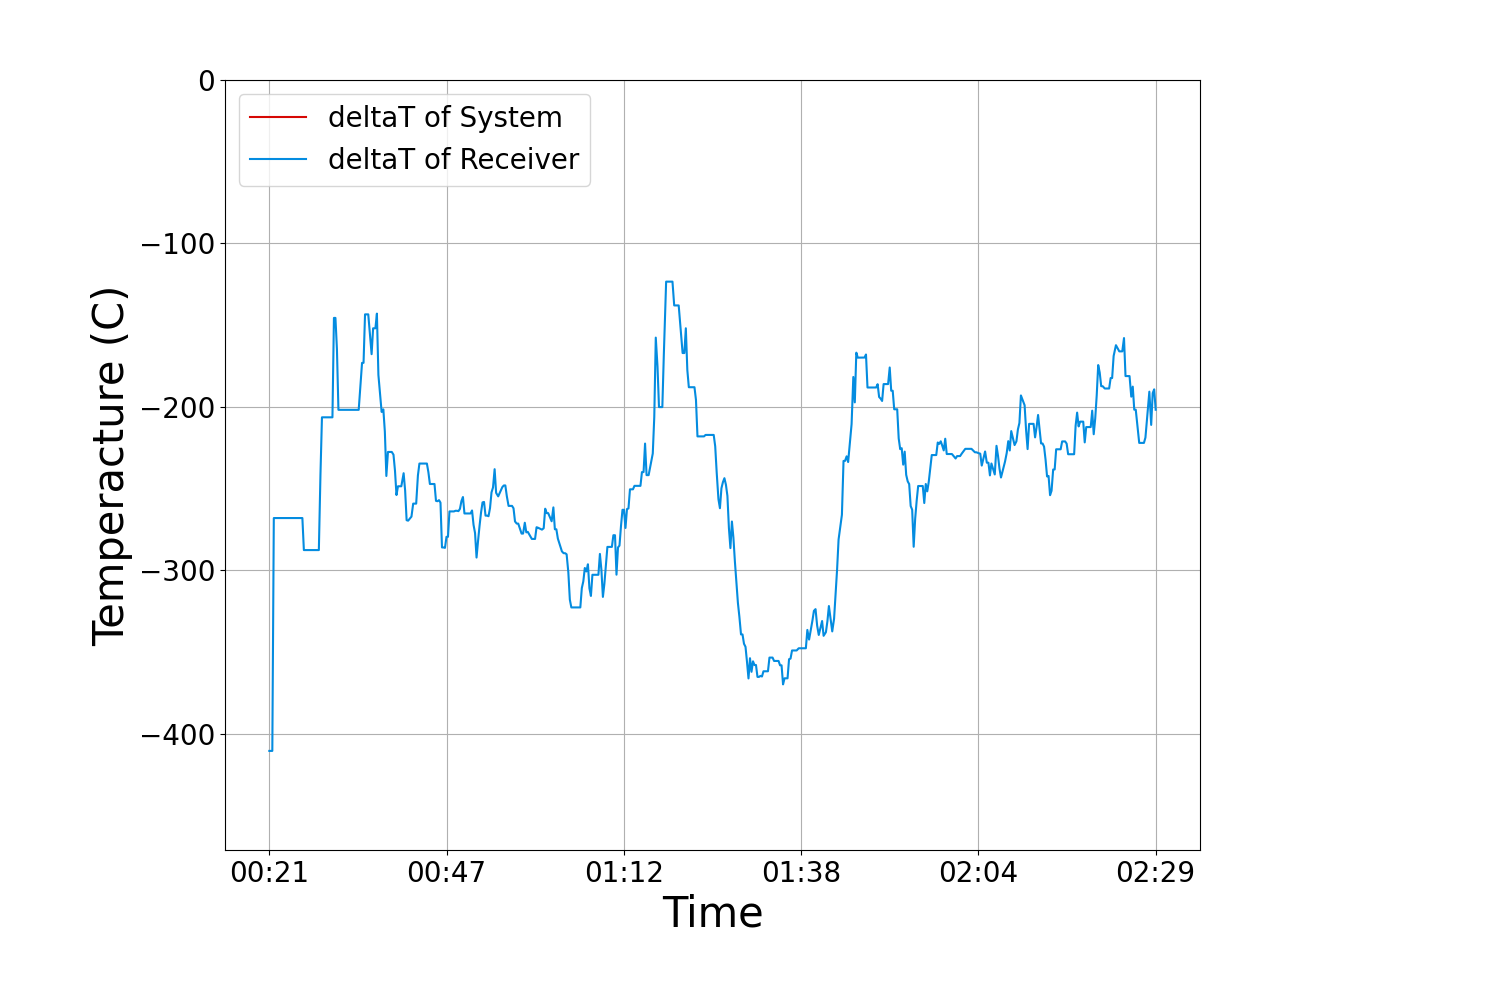 0
−100
−200
−300
−400
Temperacture (C)
deltaT of System
deltaT of Receiver
00:21 00:47 01:12 01:38 02:04 02:29
Time